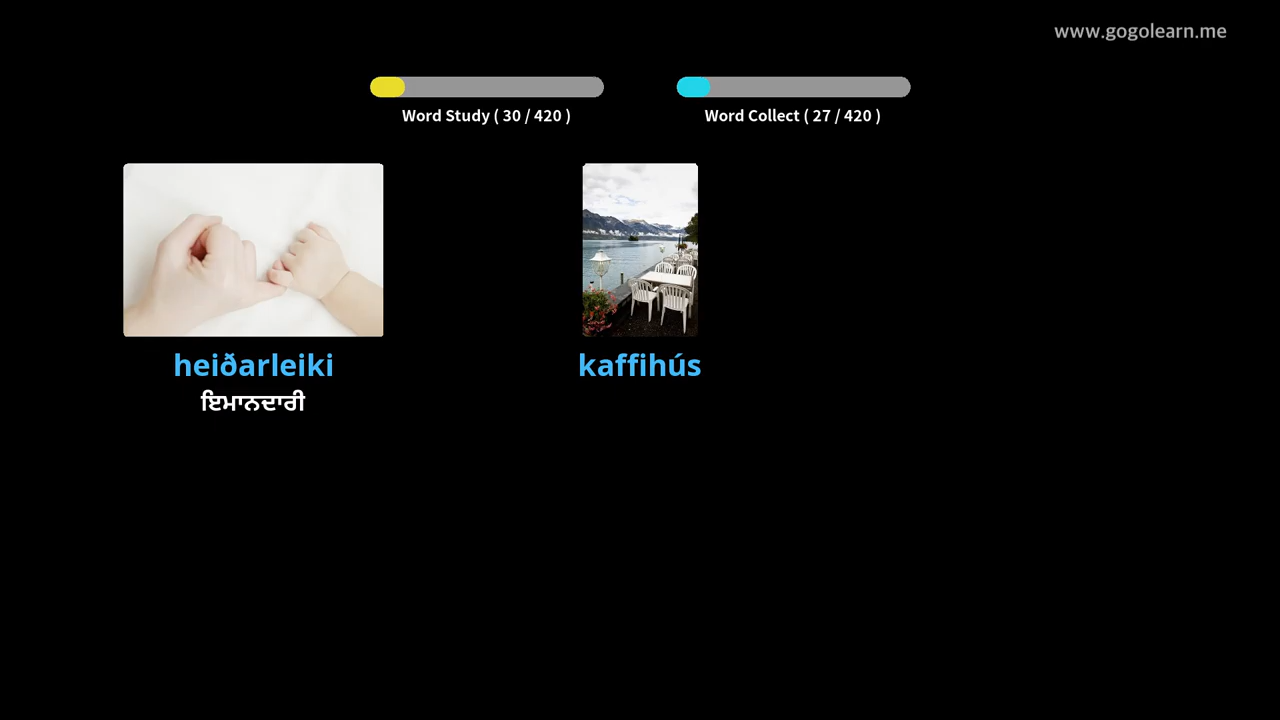 www.gogolearn.me
Word Study ( 30 / 420 )
Word Collect ( 27 / 420 )
heiðarleiki
ਇਮਾਨਦਾਰੀ
kaffihús